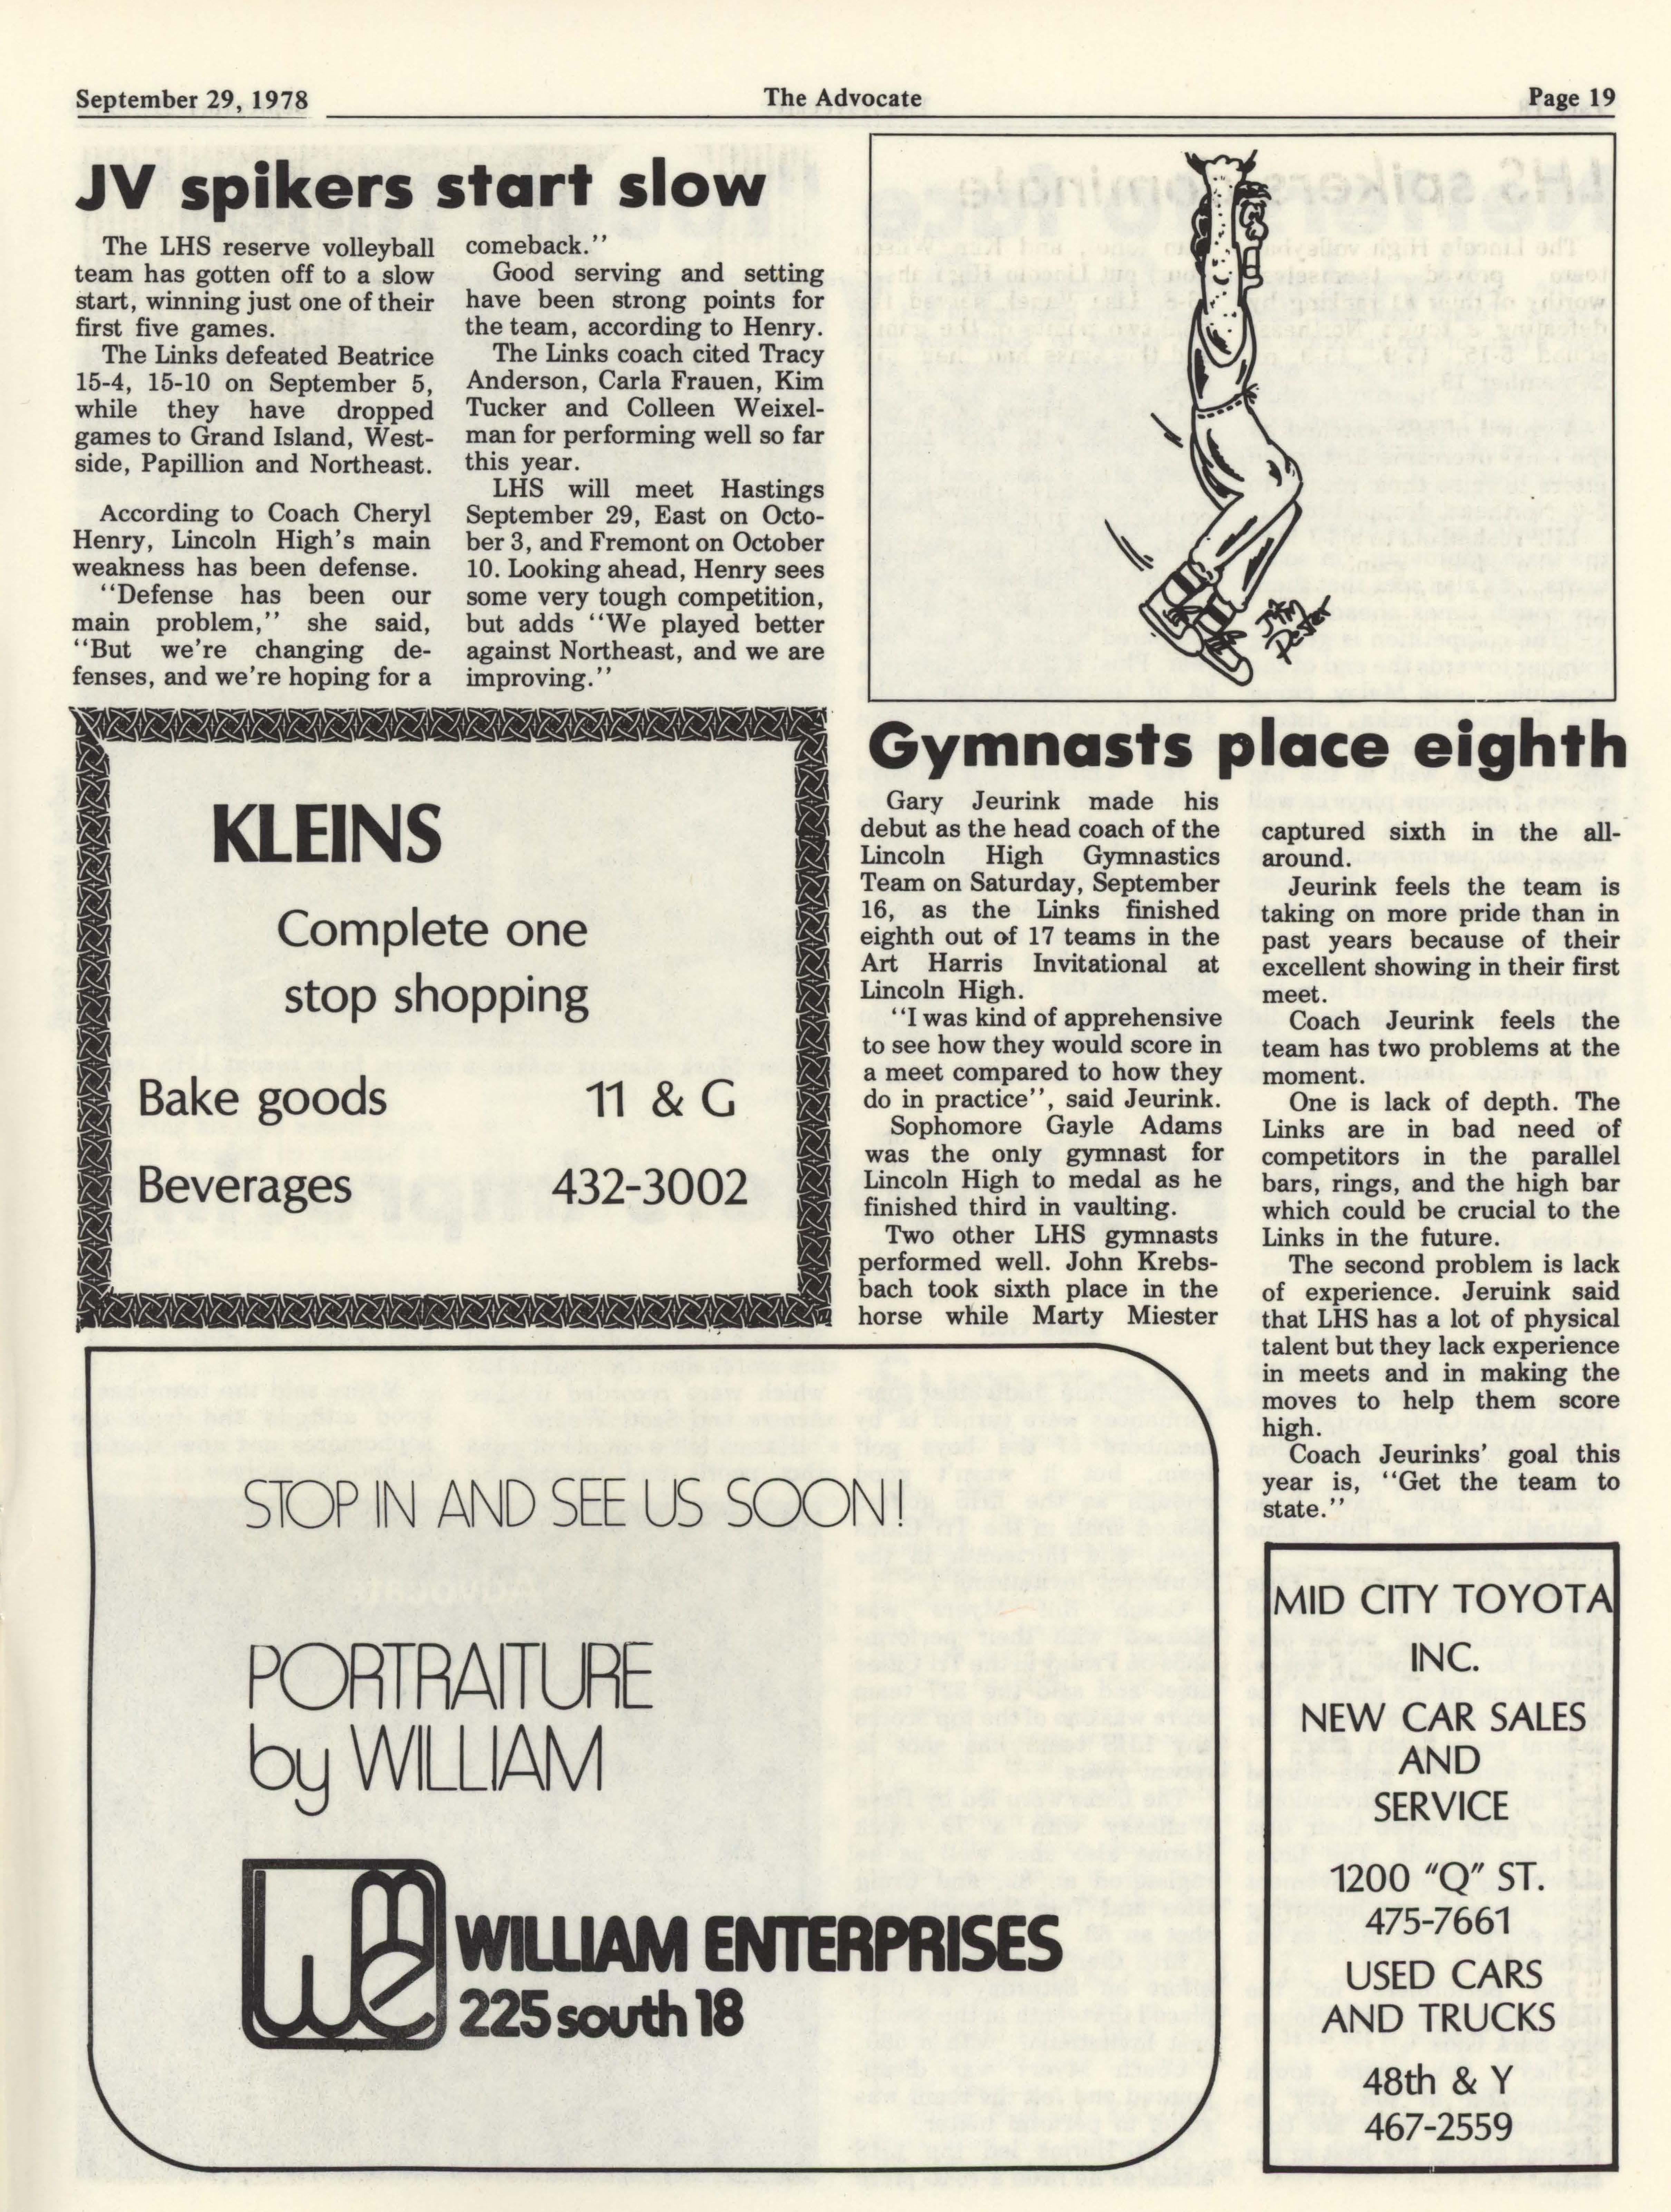 September 29, 1978
The Advocate
Page 19
JV spikers start slow
The LHS reserve volleyball
team has gotten off to a slow
start, winning just one of their
first five games.
The Links defeated Beatrice
15-4, 15-10 on September 5,
while they have dropped
games to Grand Island, West-
side, Papillion and Northeast.
According to Coach Cheryl
Henry, Lincoln High's main
weakness has been defense.
"Defense has been our
main problem," she said,
"But we're changing de-
fenses, and we're hoping for a
comeback."
Good serving and setting
have been strong points for
the team, according to Henry.
The Links coach cited Tracy
Anderson, Carla Frauen, Kim
Tucker and Colleen Weixel-
man for performing well so far
this year.
LHS will meet Hastings
September 29, East on Octo-
ber 3, and Fremont on October
10. Looking ahead, Henry sees
some very tough competition,
but adds "We played better
against Northeast, and we are
improving."
KLEINS
Complete one
stop shopping
Bake goods
11 & G
Beverages
432-3002
Gymnasts place eighth
Gary Jeurink made his
debut as the head coach of the
Lincoln High Gymnastics
Team on Saturday, September
16, as the Links finished
eighth out of 17 teams in the
Art Harris Invitational at
Lincoln High.
"I was kind of apprehensive
to see how they would score in
a meet compared to how they
do in practice", said Jeurink.
Sophomore Gayle Adams
was the only gymnast for
Lincoln High to medal as he
finished third in vaulting.
Two other LHS gymnasts
performed well. John Krebs-
bach took sixth place in the
horse while Marty Miester
captured sixth in the all-
around.
Jeurink feels the team is
taking on more pride than in
past years because of their
excellent showing in their first
meet.
Coach Jeurink feels the
team has two problems at the
moment.
One is lack of depth. The
Links are in bad need of
competitors in the parallel
bars, rings, and the high bar
which could be crucial to the
Links in the future.
The second problem is lack
of experience. Jeruink said
that LHS has a lot of physical
talent but they lack experience
in meets and in making the
moves to help them score
high.
Coach Jeurinks' goal this
year is, "Get the team to
state."
STOP IN AND SEE US SOON!
PORTRAITURE
by WILLIAM
WILLIAM ENTERPRISES
225 south 18
MID CITY TOYOTA
INC.
NEW CAR SALES
AND
SERVICE
1200 "Q" ST.
475-7661
USED CARS
AND TRUCKS
48th & Y
467-2559